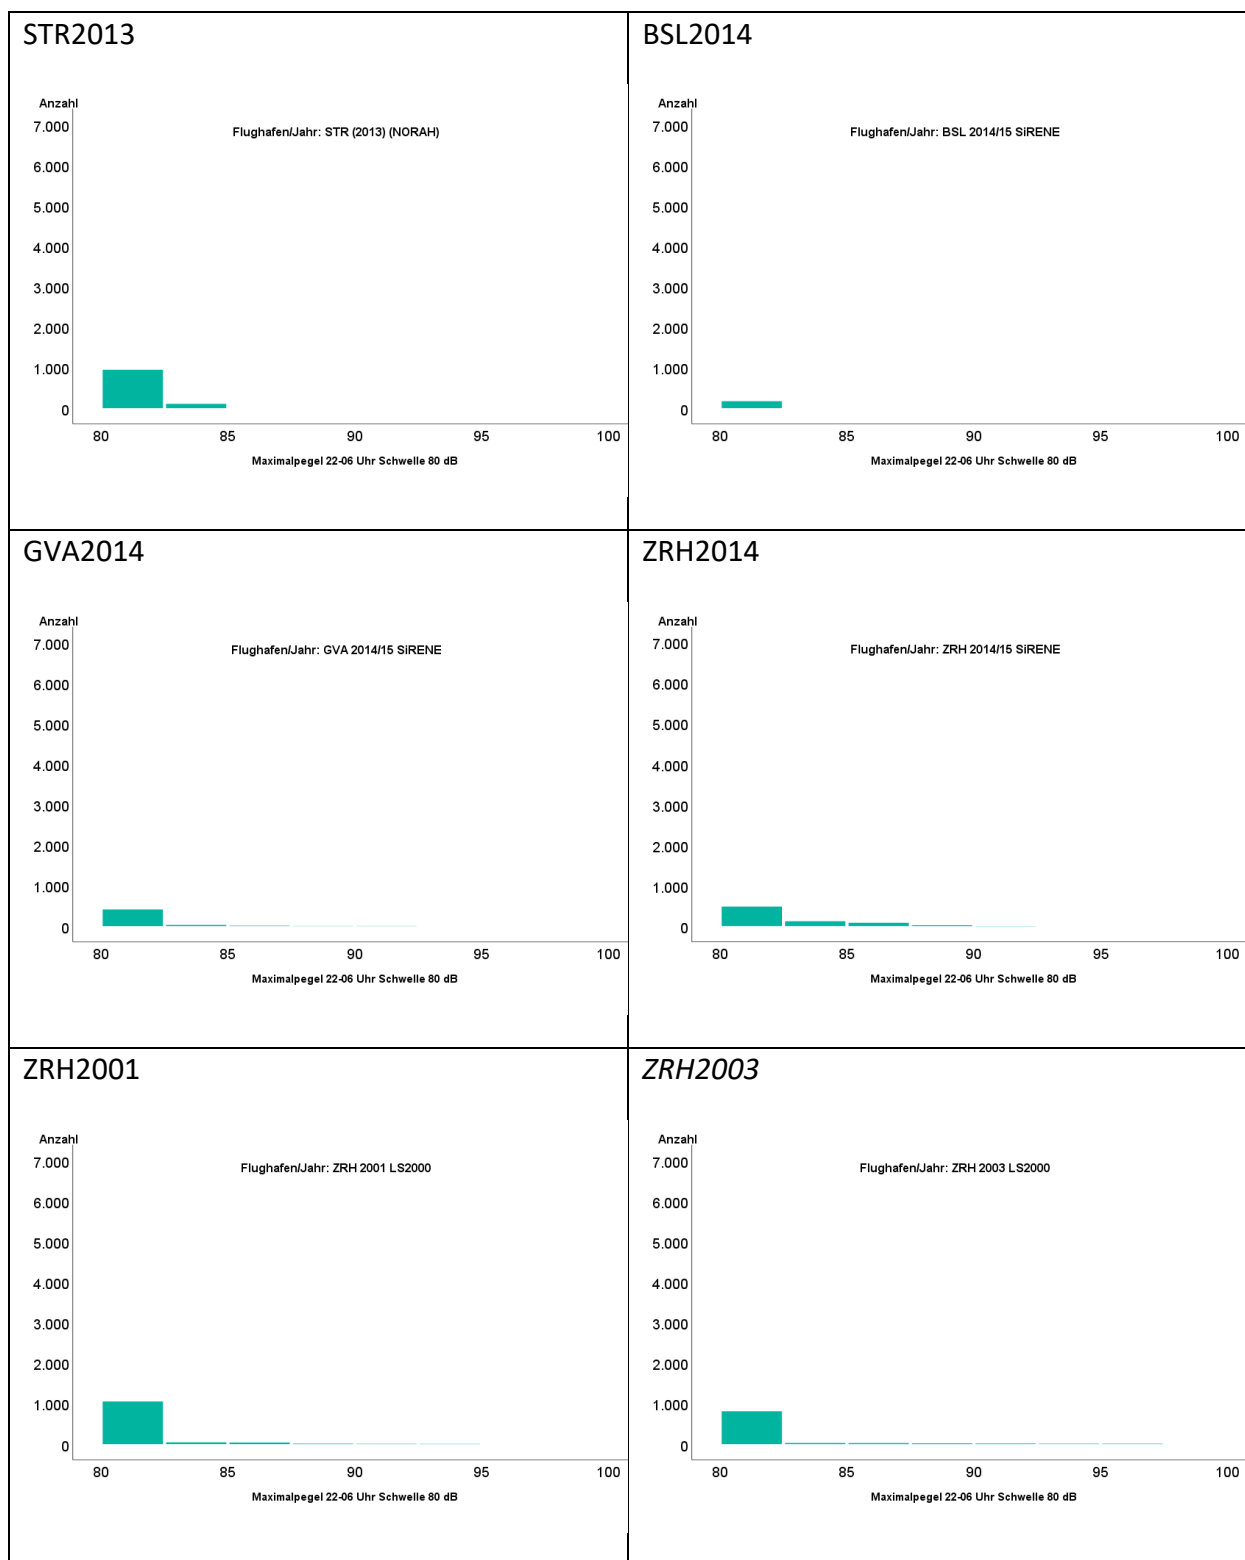 STR2013
Anzahl
Flughafen/Jahr: STR (2013) (NORAH)
7.000
6.000
5.000
4.000
3.000
2.000
1.000
0
80 85 90 95 100
Maximalpegel 22-06 Uhr Schwelle 80 dB
BSL2014
Anzahl
Flughafen/Jahr: BSL 2014/15 SiRENE
7.000
6.000
5.000
4.000
3.000
2.000
1.000
0
80 85 90 95 100
Maximalpegel 22-06 Uhr Schwelle 80 dB
GVA2014
Anzahl
Flughafen/Jahr: GVA 2014/15 SiRENE
7.000
6.000
5.000
4.000
3.000
2.000
1.000
0
80 85 90 95 100
Maximalpegel 22-06 Uhr Schwelle 80 dB
ZRH2014
Anzahl
Flughafen/Jahr: ZRH 2014/15 SiRENE
7.000
6.000
5.000
4.000
3.000
2.000
1.000
0
80 85 90 95 100
Maximalpegel 22-06 Uhr Schwelle 80 dB
ZRH2001
Anzahl
Flughafen/Jahr: ZRH 2001 LS2000
7.000
6.000
5.000
4.000
3.000
2.000
1.000
0
80 85 90 95 100
Maximalpegel 22-06 Uhr Schwelle 80 dB
ZRH2003
Anzahl
Flughafen/Jahr: ZRH 2003 LS2000
7.000
6.000
5.000
4.000
3.000
2.000
1.000
0
80 85 90 95 100
Maximalpegel 22-06 Uhr Schwelle 80 dB